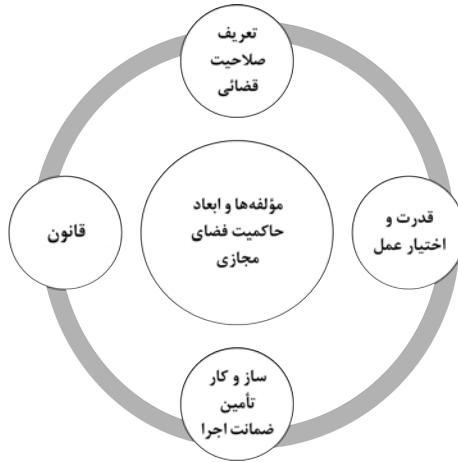 تعریف
صلاحیت
قضائی
قدرت و
اختیار عمل
مؤلفه‌ها و ابعاد
حاکمیت فضای
مجازی
قانون
ساز و کار
تأمین
ضمانت اجرا